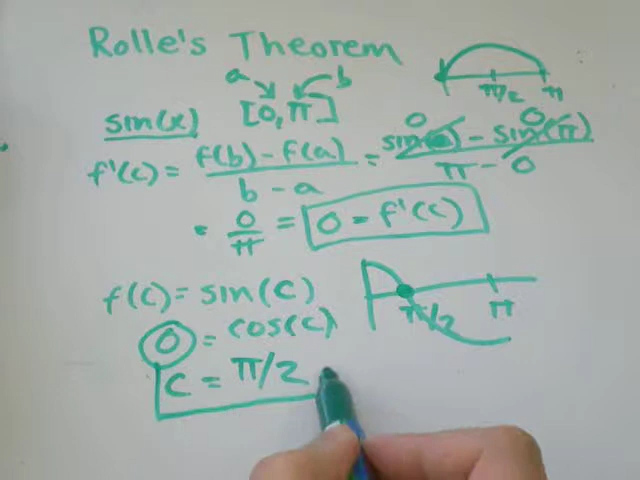 Rolle's Theorem
a b
sin(x) [0,π]
π/2 π
0 0
f'(c) = f(b) - f(a) / b - a = sin(0) - sin(π) / π - 0
= 0/π = 0 = f'(c)
f(c) = sin(c)
0 = cos(c)
c = π/2
π/2 π